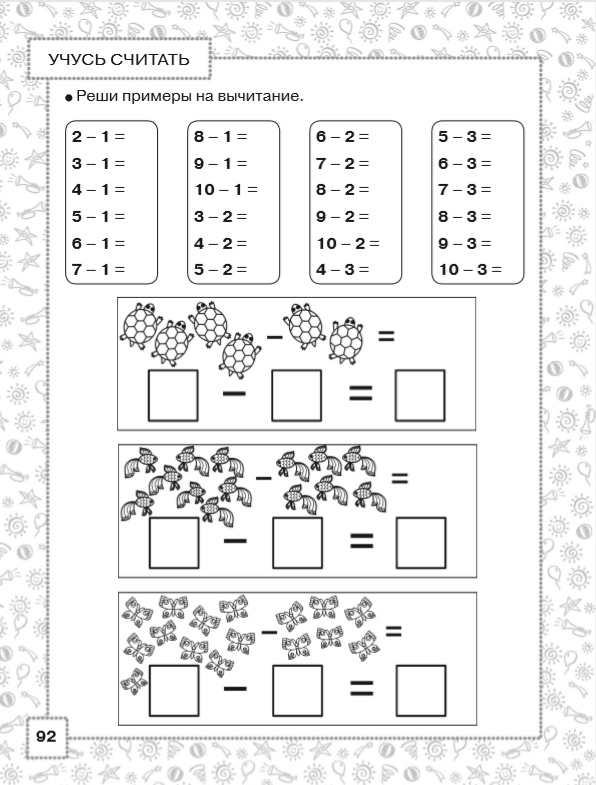 УЧУСЬ СЧИТАТЬ
● Реши примеры на вычитание.
2 – 1 =
3 – 1 =
4 – 1 =
5 – 1 =
6 – 1 =
7 – 1 =
8 – 1 =
9 – 1 =
10 – 1 =
3 – 2 =
4 – 2 =
5 – 2 =
6 – 2 =
7 – 2 =
8 – 2 =
9 – 2 =
10 – 2 =
4 – 3 =
5 – 3 =
6 – 3 =
7 – 3 =
8 – 3 =
9 – 3 =
10 – 3 =
– =
– =
– =
– =
– =
– =
92